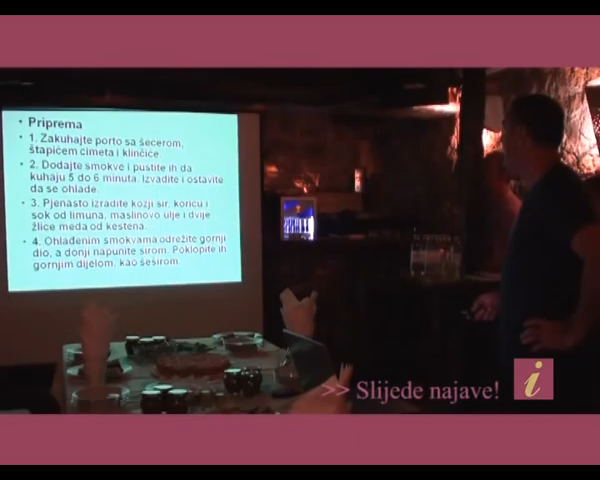 • Priprema
• 1. Zakuhajte porto sa šećerom,
štapićem cimeta i klinčiće.
• 2. Dodajte smokve i pustite ih da
kuhaju 5 do 6 minuta. Izvadite i ostavite
da se ohlade.
• 3. Pjenasto izradite kozji sir, koricu i
sok od limuna, maslinovo ulje i dvije
žlice meda od kestena.
• 4. Ohlađenim smokvama odrežite gornji
dio, a donji napunite sirom. Poklopite ih
gornjim dijelom, kao šeširom.
>> Slijede najave!
i